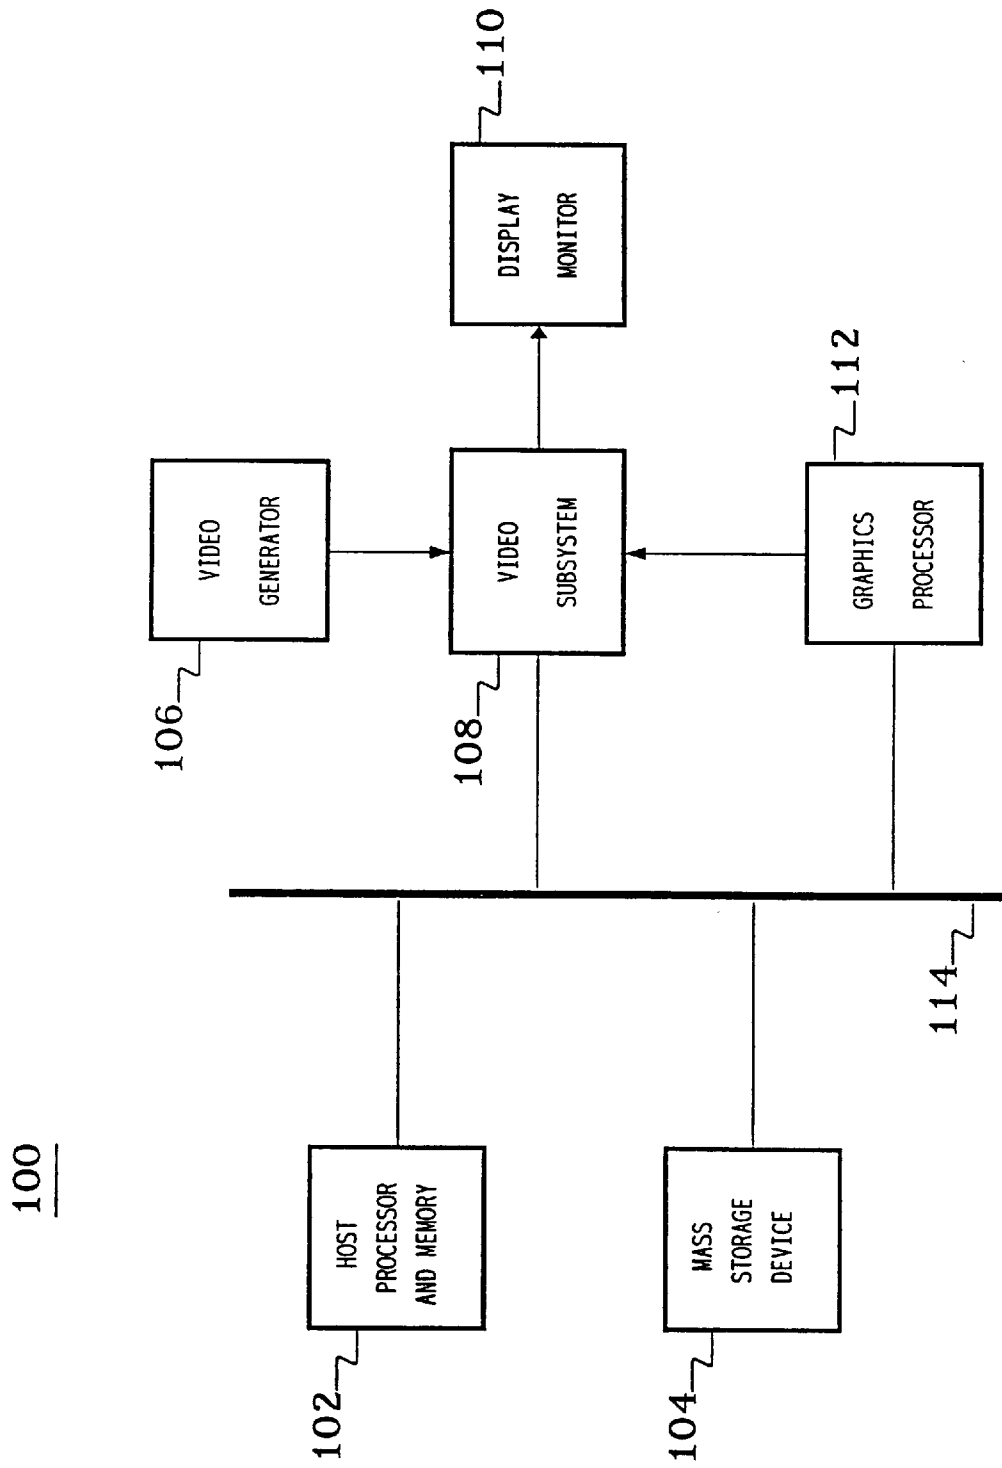 100
102
HOST
PROCESSOR
AND MEMORY
104
MASS
STORAGE
DEVICE
114
106
VIDEO
GENERATOR
108
VIDEO
SUBSYSTEM
110
DISPLAY
MONITOR
112
GRAPHICS
PROCESSOR